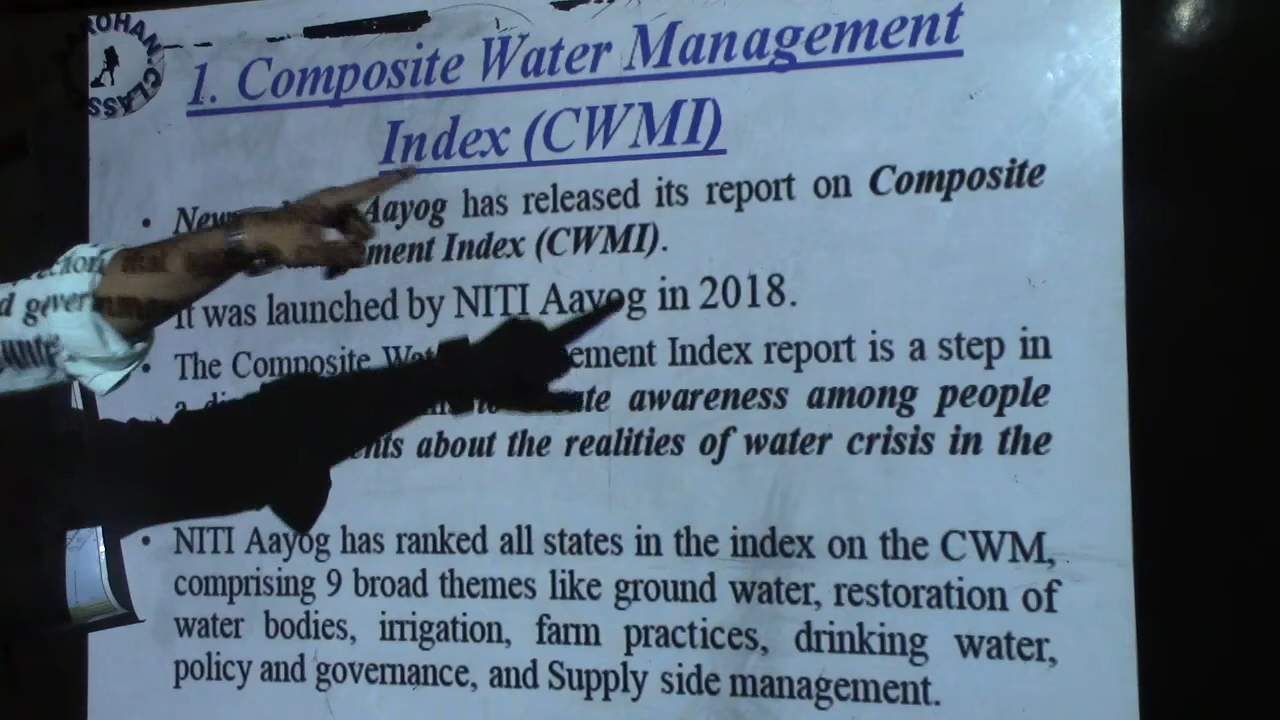 ROHAN CLASS
1. Composite Water Management
Index (CWMI)
• Aayog has released its report on Composite
ment Index (CWMI).
It was launched by NITI Aayog in 2018.
• The Composite ement Index report is a step in
awareness among people
about the realities of water crisis in the
• NITI Aayog has ranked all states in the index on the CWM,
comprising 9 broad themes like ground water, restoration of
water bodies, irrigation, farm practices, drinking water,
policy and governance, and Supply side management.